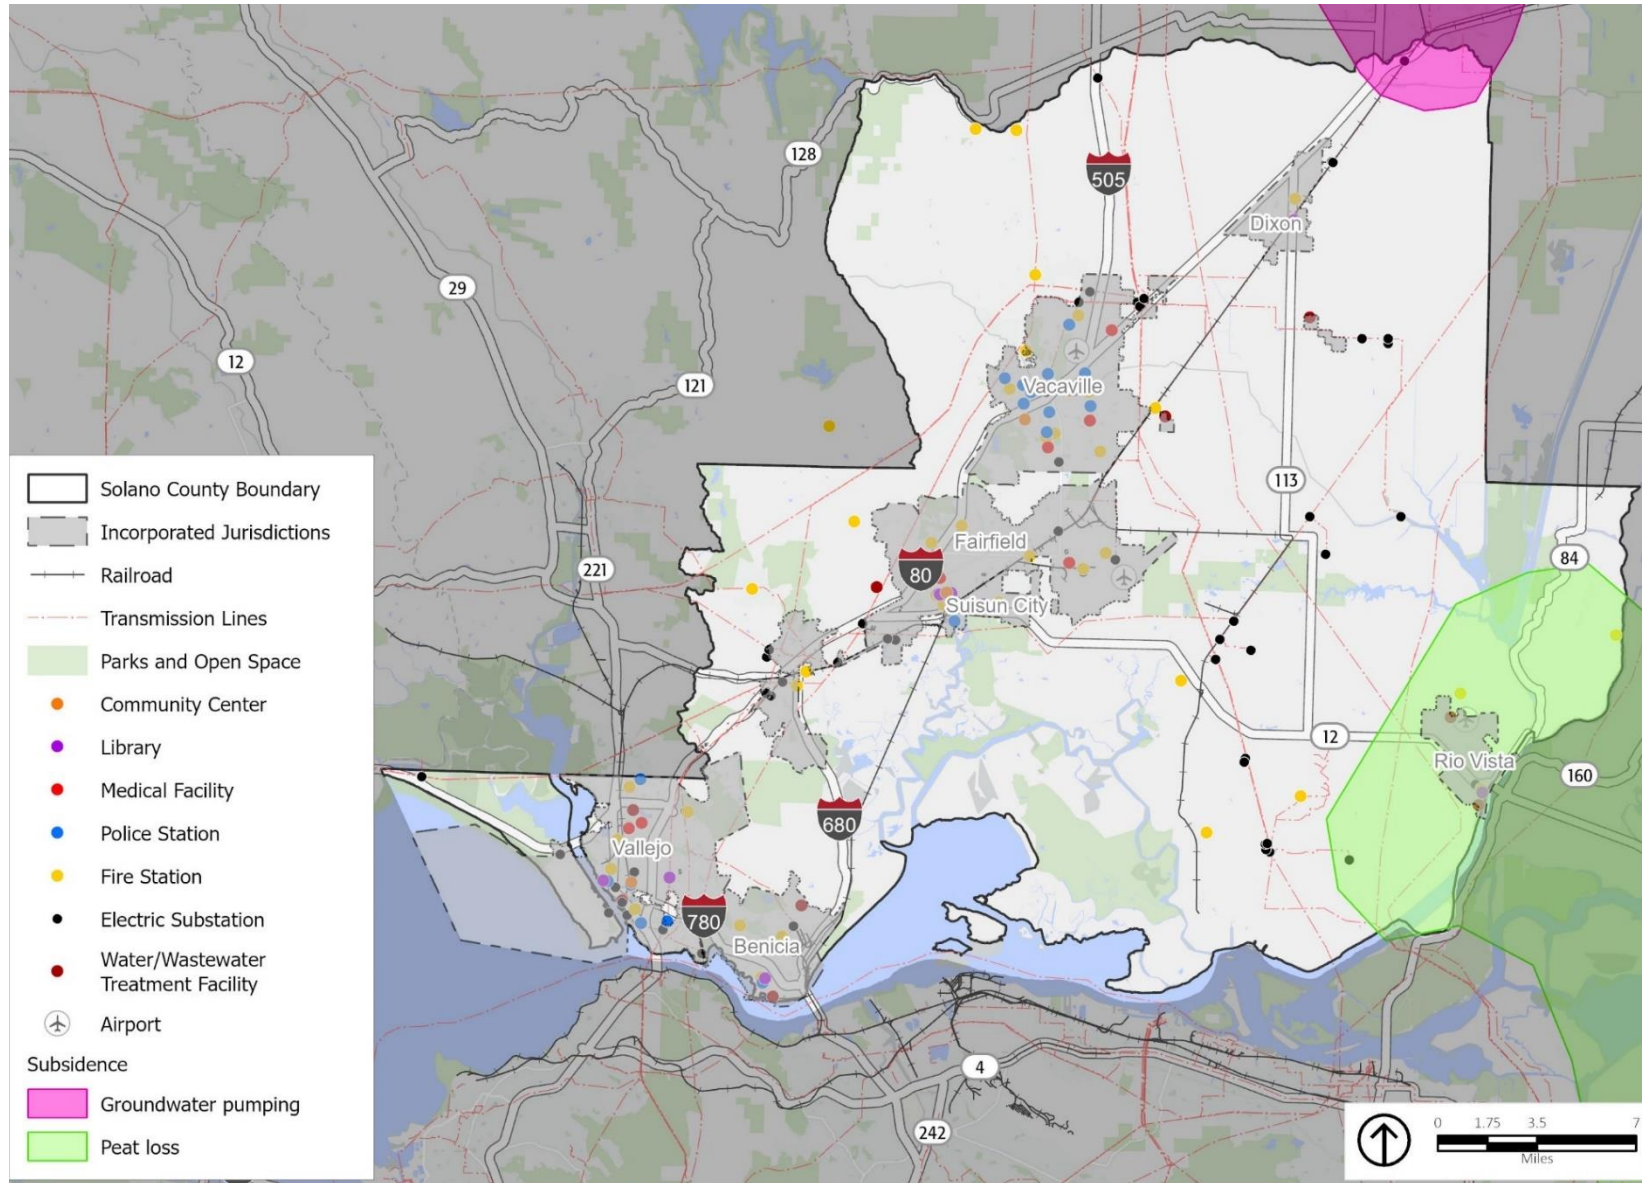 128
505
Dixon
29
12
121
Vacaville
113
Fairfield
80
84
221
Suisun City
12
Rio Vista
160
680
Vallejo
780
Benicia
4
242
Solano County Boundary
Incorporated Jurisdictions
Railroad
Transmission Lines
Parks and Open Space
Community Center
Library
Medical Facility
Police Station
Fire Station
Electric Substation
Water/Wastewater
Treatment Facility
Airport
Subsidence
Groundwater pumping
Peat loss
0 1.75 3.5 7
Miles